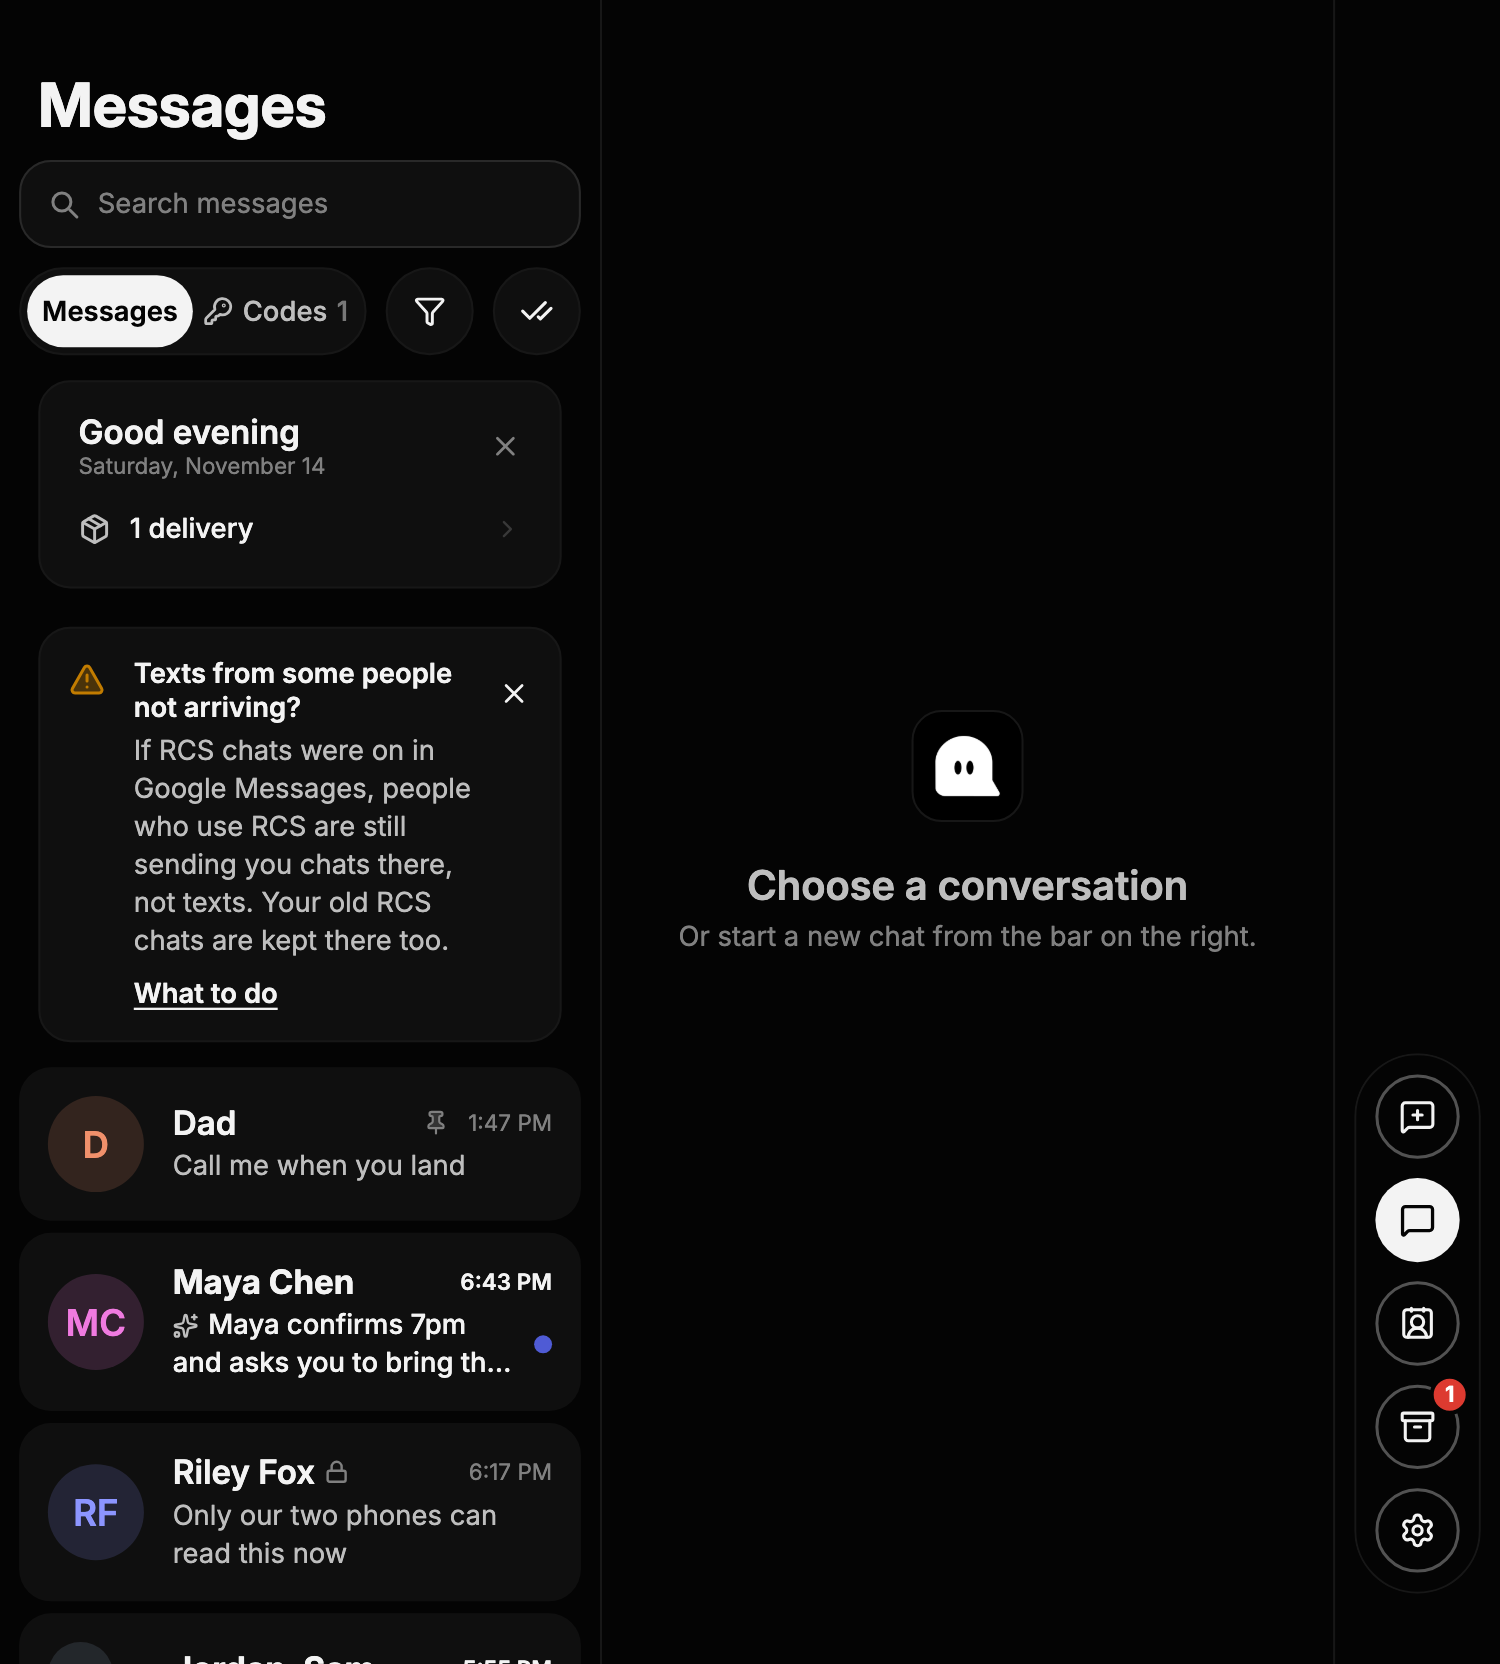 Messages
Search messages
Messages
Codes 1
Good evening
Saturday, November 14
1 delivery
Texts from some people
not arriving?
If RCS chats were on in
Google Messages, people
who use RCS are still
sending you chats there,
not texts. Your old RCS
chats are kept there too.
What to do
D
Dad
1:47 PM
Call me when you land
MC
Maya Chen
6:43 PM
Maya confirms 7pm
and asks you to bring th...
RF
Riley Fox
6:17 PM
Only our two phones can
read this now
Choose a conversation
Or start a new chat from the bar on the right.
1